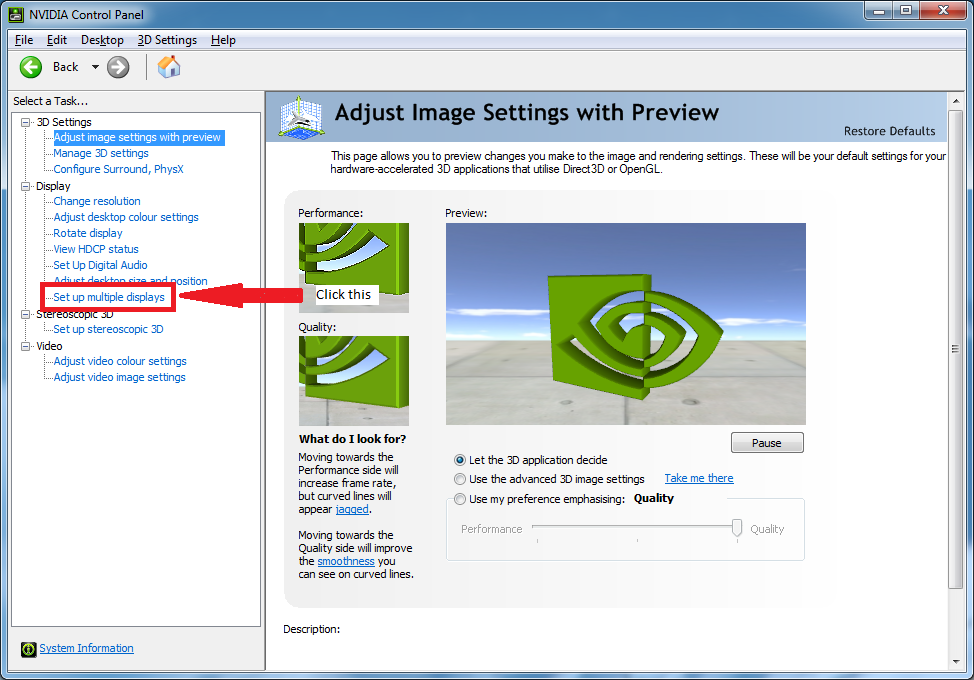 NVIDIA Control Panel
File Edit Desktop 3D Settings Help
Back
Select a Task...
3D Settings
Adjust image settings with preview
Manage 3D settings
Configure Surround, PhysX
Display
Change resolution
Adjust desktop colour settings
Rotate display
View HDCP status
Set Up Digital Audio
Adjust desktop size and position
Set up multiple displays
Click this
Stereoscopic 3D
Set up stereoscopic 3D
Video
Adjust video colour settings
Adjust video image settings
System Information
Adjust Image Settings with Preview
Restore Defaults
This page allows you to preview changes you make to the image and rendering settings. These will be your default settings for your
hardware-accelerated 3D applications that utilise Direct3D or OpenGL.
Performance:
Quality:
What do I look for?
Moving towards the
Performance side will
increase frame rate,
but curved lines will
appear jagged.
Moving towards the
Quality side will improve
the smoothness you
can see on curved lines.
Preview:
Pause
Let the 3D application decide
Use the advanced 3D image settings Take me there
Use my preference emphasising: Quality
Performance Quality
Description: